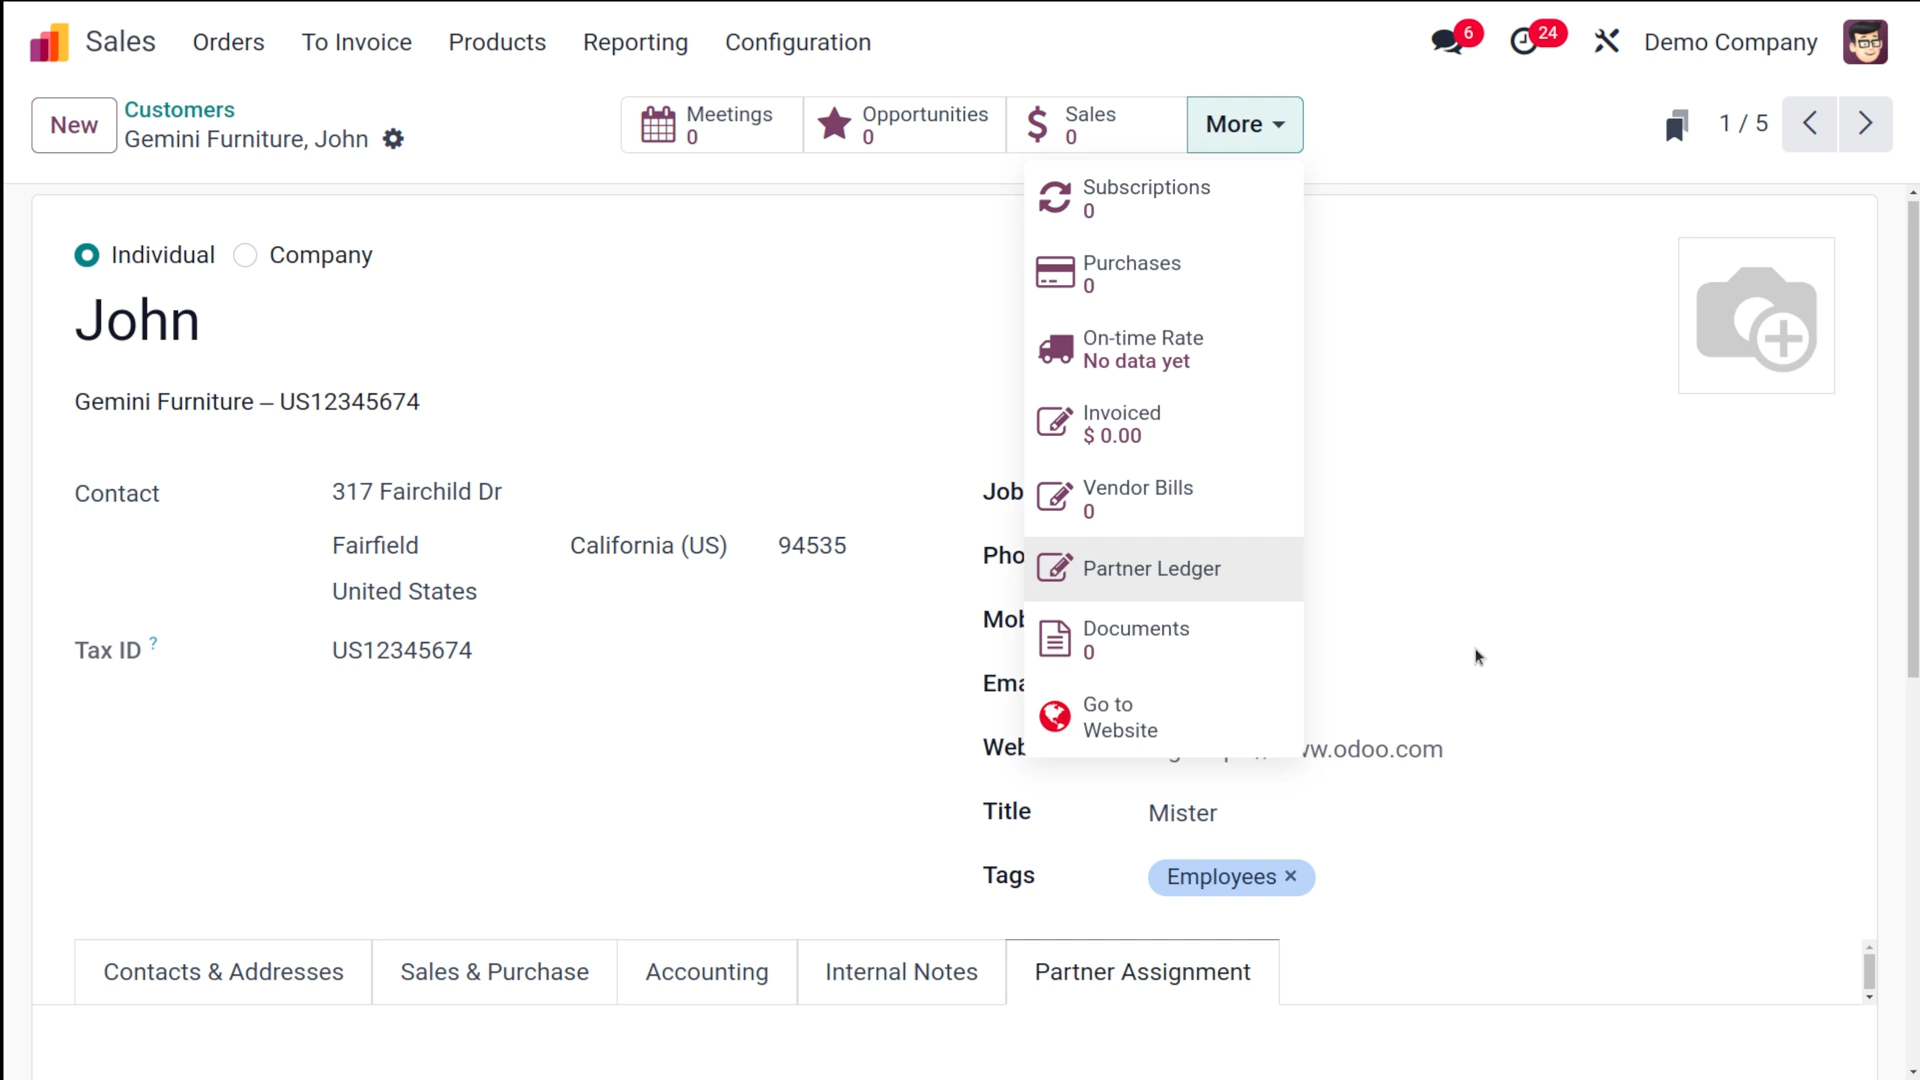 Sales Orders To Invoice Products Reporting Configuration 6 24 Demo Company
New
Customers
Gemini Furniture, John
Meetings
0
Opportunities
0
Sales
0
More
1 / 5
Subscriptions
0
Purchases
0
On-time Rate
No data yet
Invoiced
$ 0.00
Vendor Bills
0
Partner Ledger
Documents
0
Go to
Website
Individual Company
John
Gemini Furniture – US12345674
Contact 317 Fairchild Dr
Fairfield California (US) 94535
United States
Tax ID ? US12345674
Job
Pho
Mob
Ema
Web ww.odoo.com
Title Mister
Tags Employees ×
Contacts & Addresses Sales & Purchase Accounting Internal Notes Partner Assignment